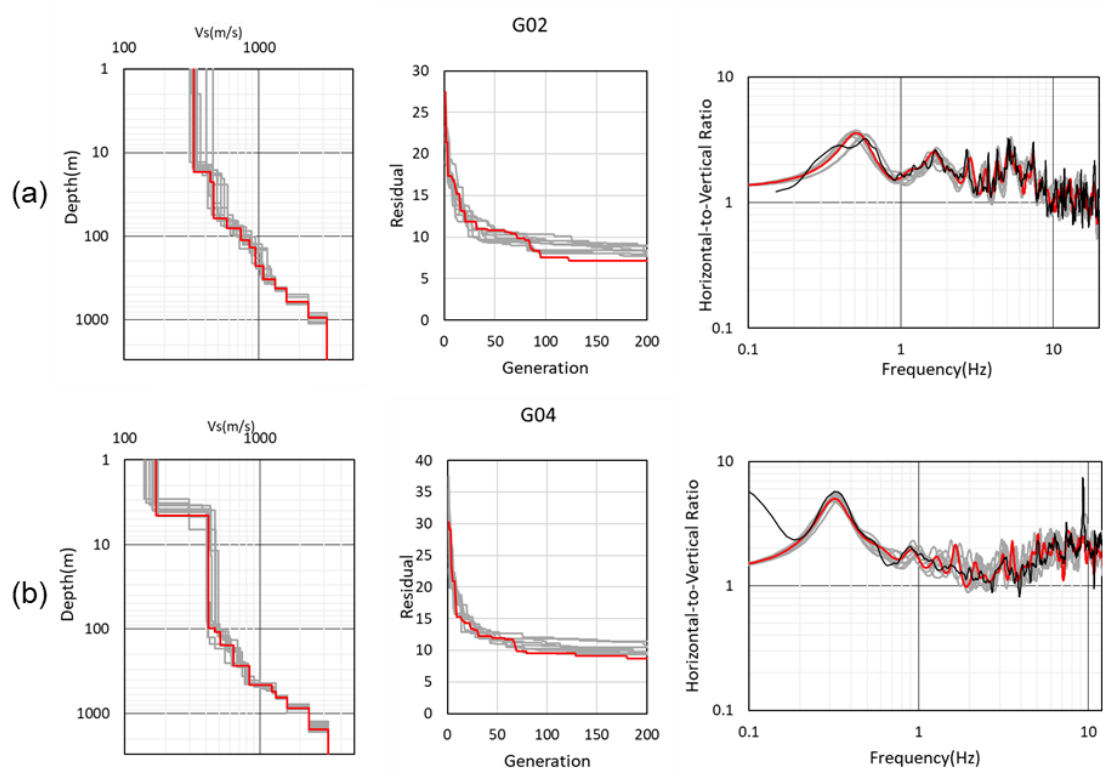 G02
(a)
Vs(m/s)
100 1000
1
10
100
1000
Depth(m)
30
25
20
15
10
5
0
Residual
0 50 100 150 200
Generation
10
1
0.1
Horizontal-to-Vertical Ratio
0.1 1 10
Frequency(Hz)
G04
(b)
Vs(m/s)
100 1000
1
10
100
1000
Depth(m)
40
35
30
25
20
15
10
5
0
Residual
0 50 100 150 200
Generation
10
1
0.1
Horizontal-to-Vertical Ratio
0.1 1 10
Frequency(Hz)